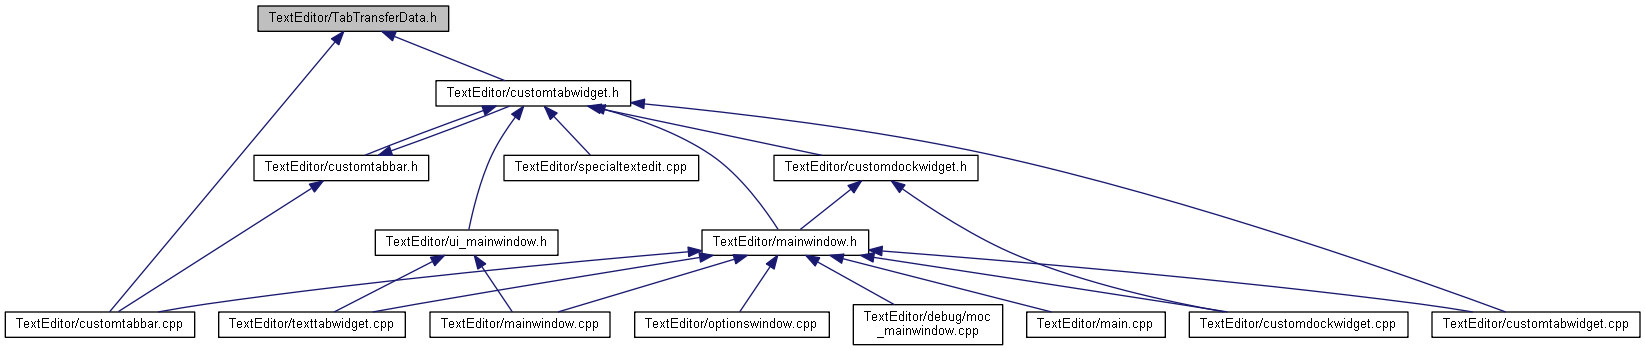 TextEditor/TabTransferData.h
TextEditor/customtabwidget.h
TextEditor/customtabbar.h
TextEditor/specialtextedit.cpp
TextEditor/customdockwidget.h
TextEditor/ui_mainwindow.h
TextEditor/mainwindow.h
TextEditor/customtabbar.cpp
TextEditor/texttabwidget.cpp
TextEditor/mainwindow.cpp
TextEditor/optionswindow.cpp
TextEditor/debug/moc
_mainwindow.cpp
TextEditor/main.cpp
TextEditor/customdockwidget.cpp
TextEditor/customtabwidget.cpp